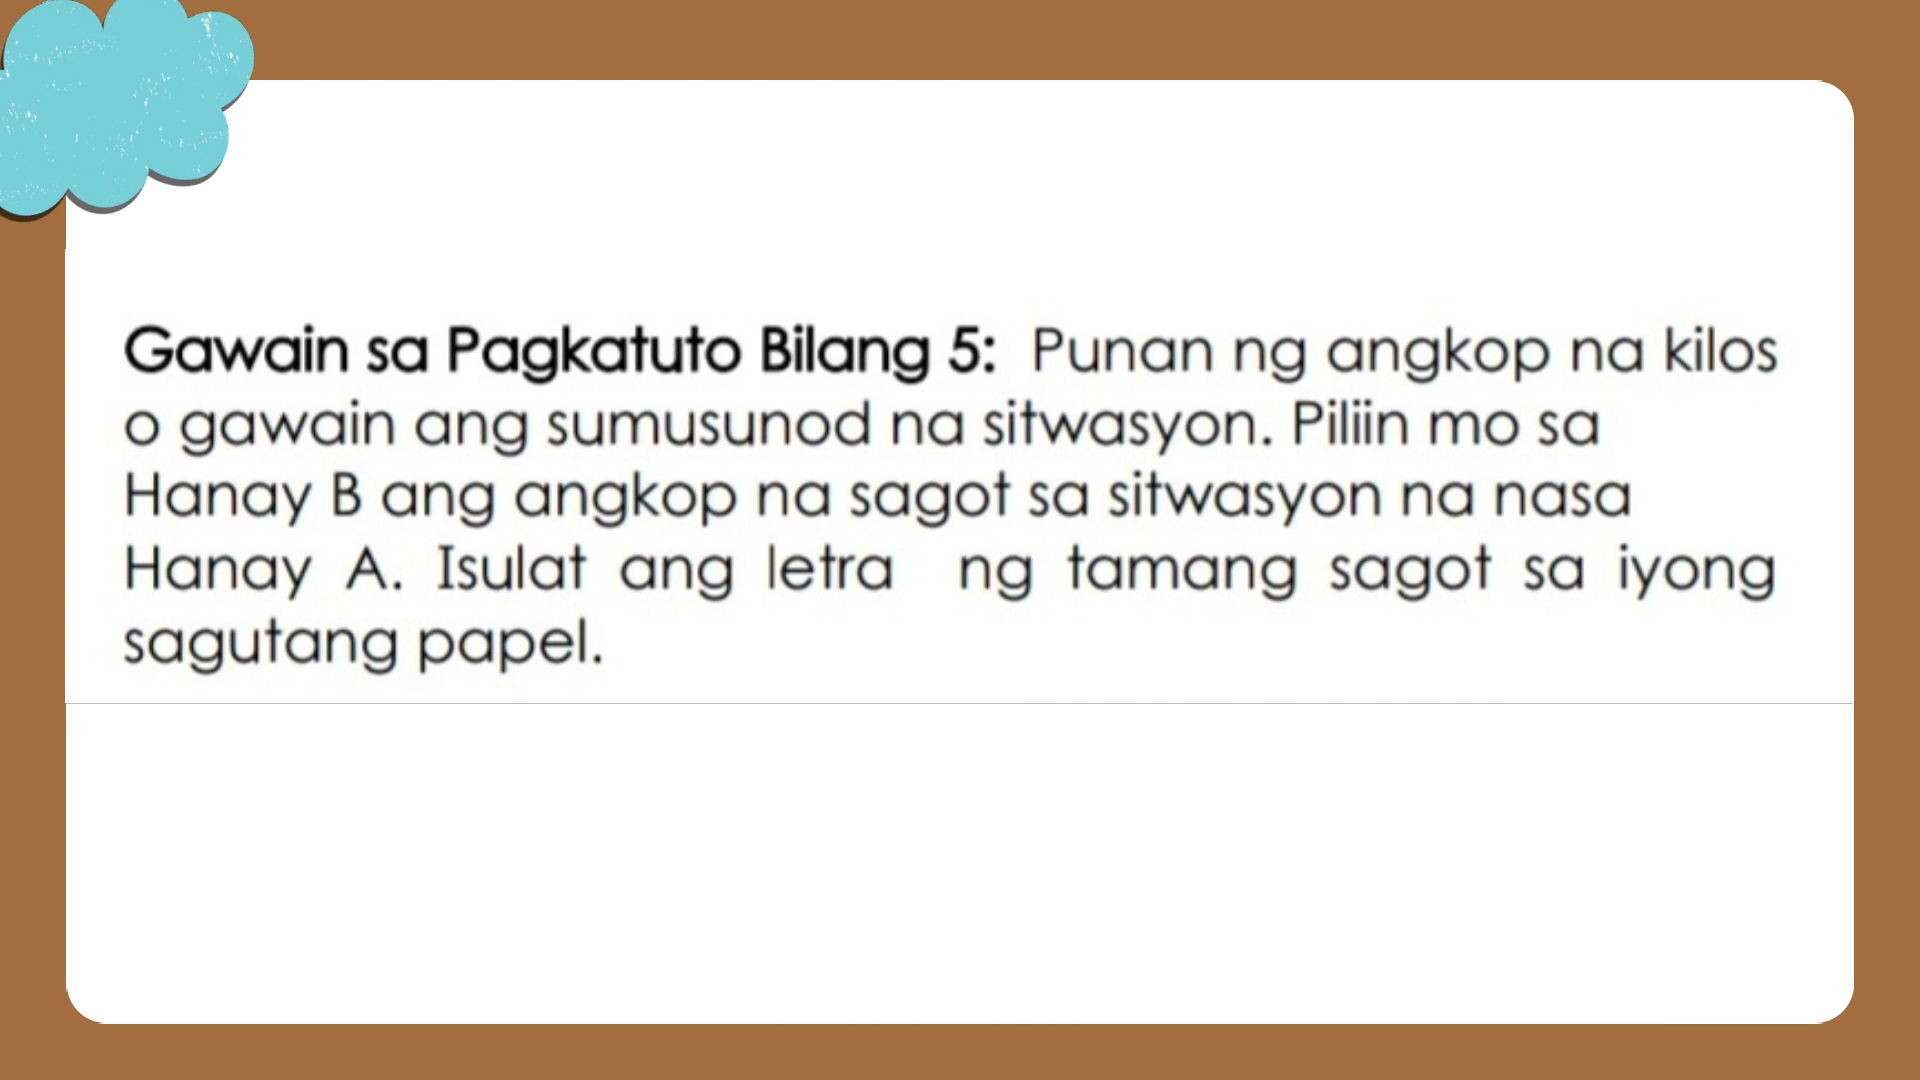 Gawain sa Pagkatuto Bilang 5: Punan ng angkop na kilos
o gawain ang sumusunod na sitwasyon. Piliin mo sa
Hanay B ang angkop na sagot sa sitwasyon na nasa
Hanay A. Isulat ang letra ng tamang sagot sa iyong
sagutang papel.